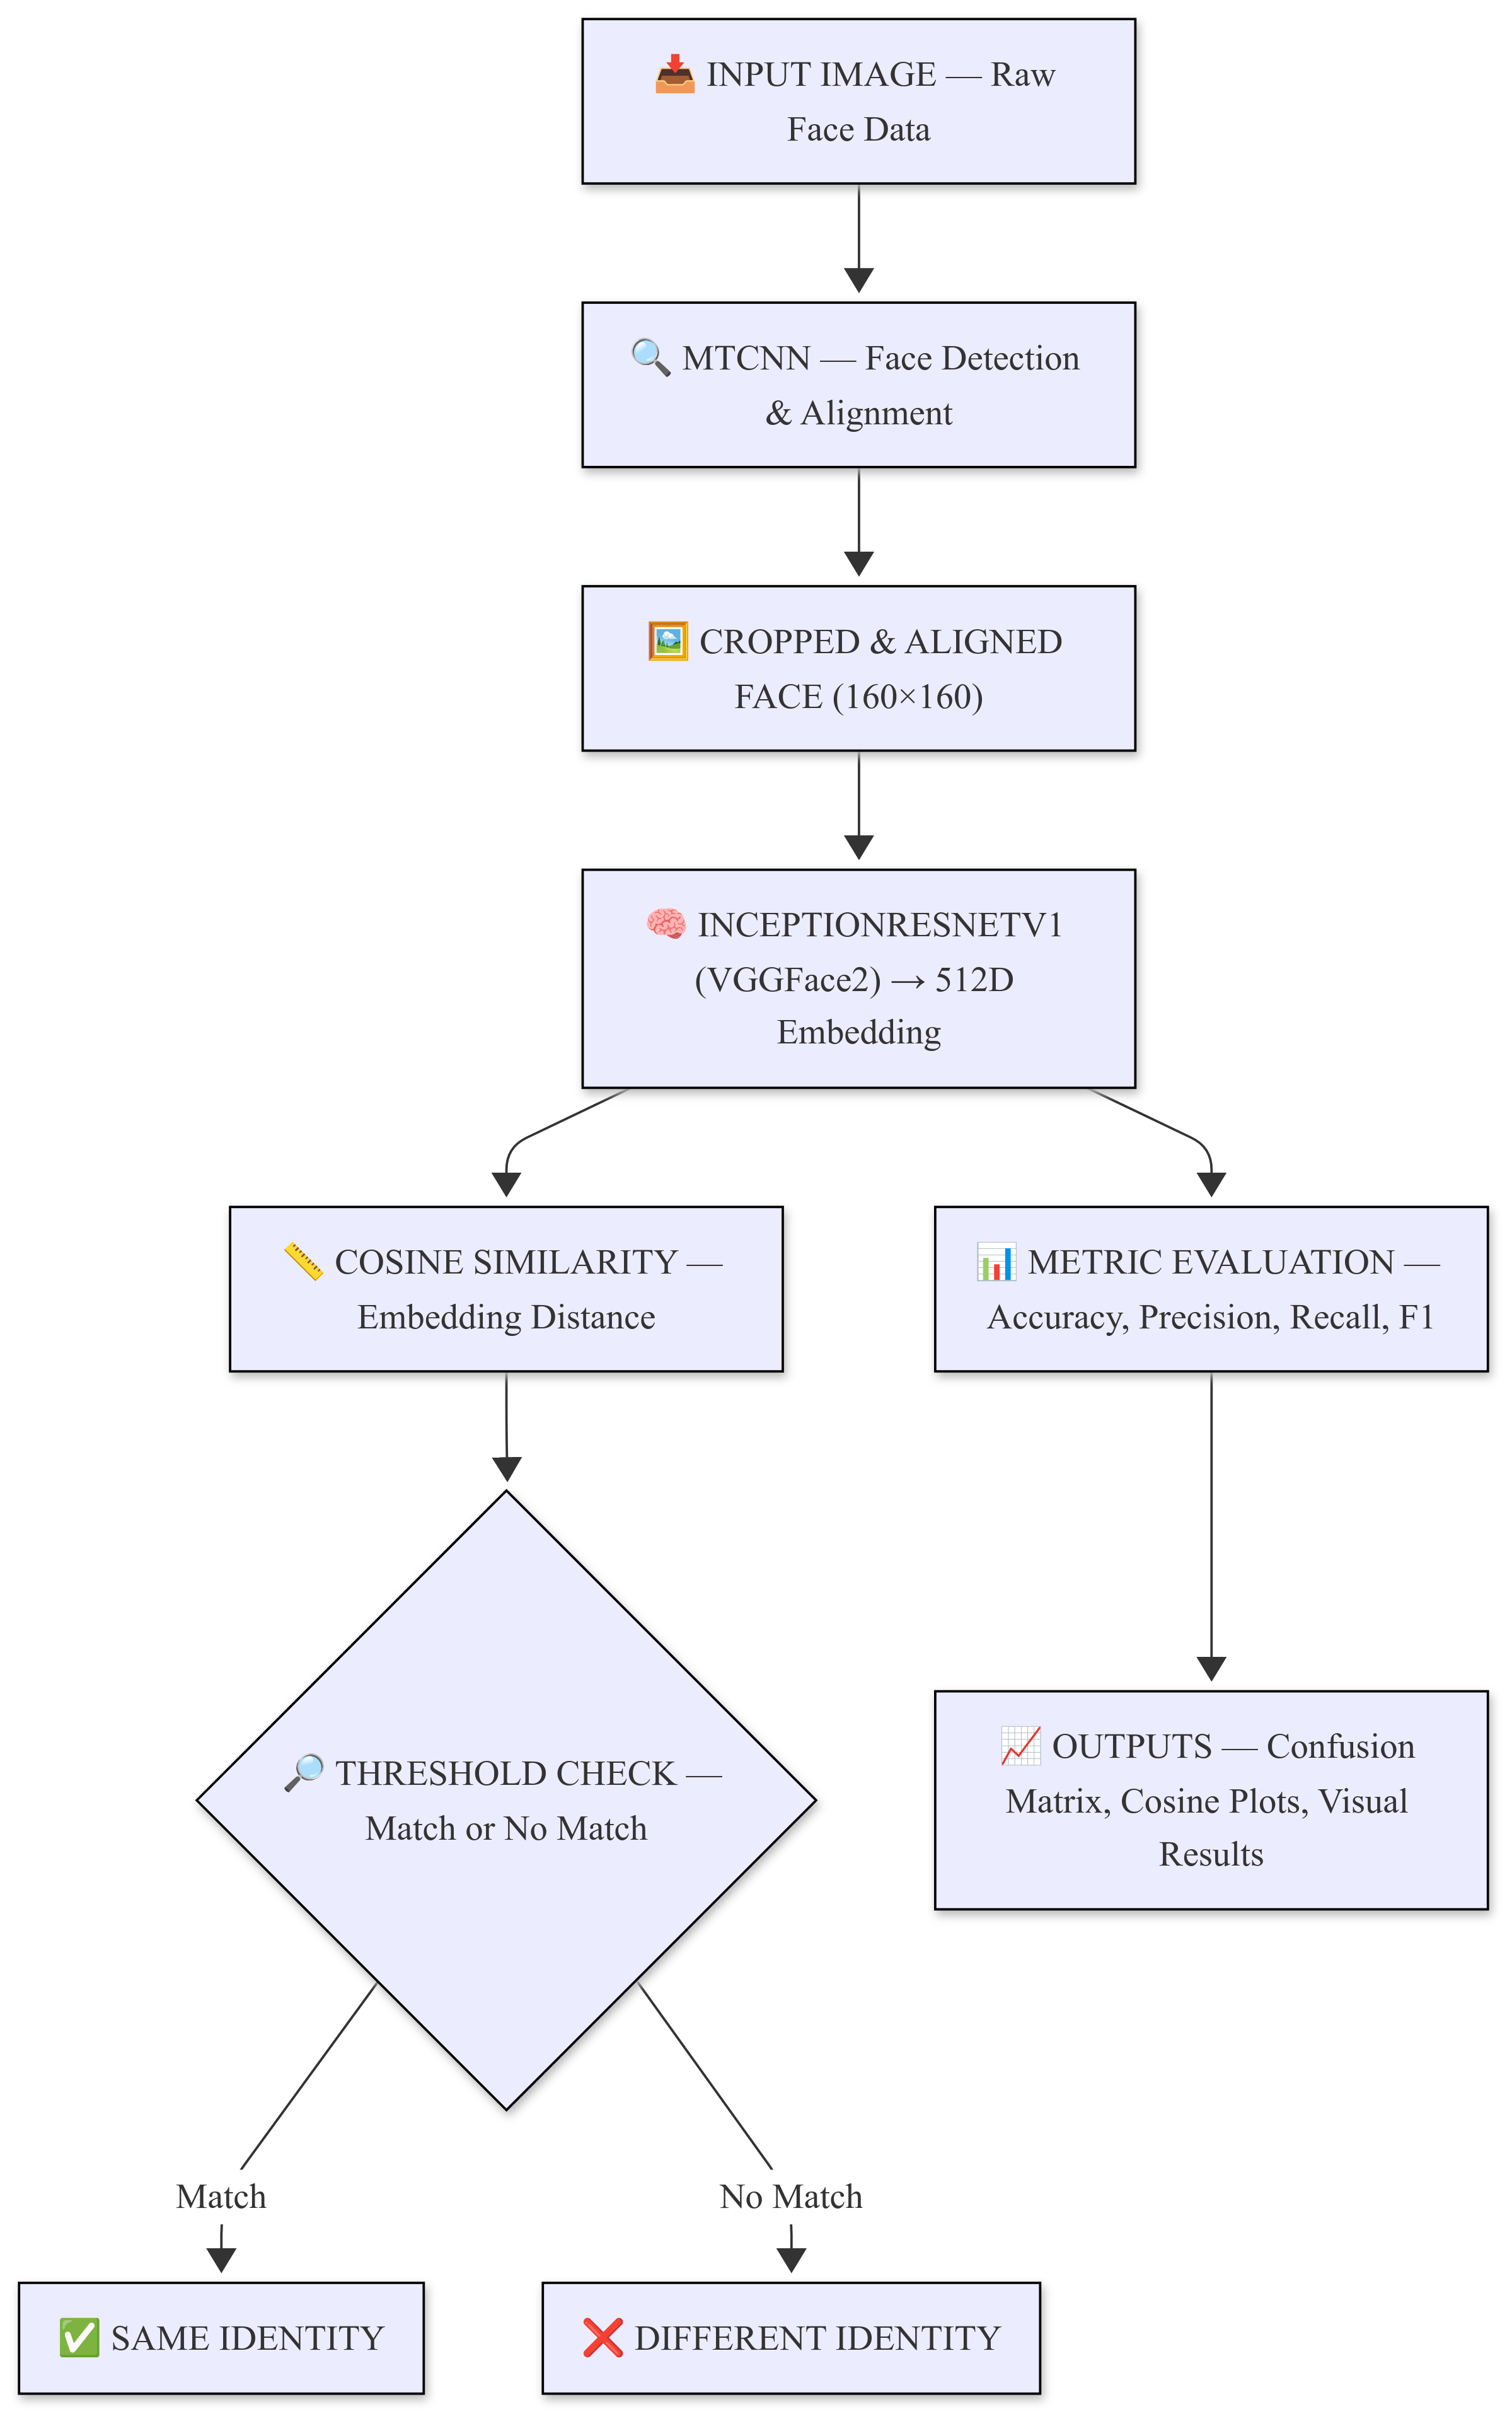 📥 INPUT IMAGE — Raw
Face Data
🔍 MTCNN — Face Detection
& Alignment
🖼️ CROPPED & ALIGNED
FACE (160×160)
🧠 INCEPTIONRESNETV1
(VGGFace2) → 512D
Embedding
📏 COSINE SIMILARITY —
Embedding Distance
📊 METRIC EVALUATION —
Accuracy, Precision, Recall, F1
🔎 THRESHOLD CHECK —
Match or No Match
📈 OUTPUTS — Confusion
Matrix, Cosine Plots, Visual
Results
Match
No Match
✅ SAME IDENTITY
❌ DIFFERENT IDENTITY